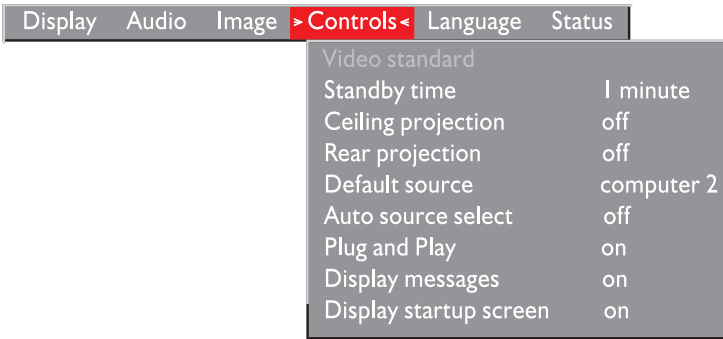 Display Audio Image >Controls< Language Status
Video standard
Standby time 1 minute
Ceiling projection off
Rear projection off
Default source computer 2
Auto source select off
Plug and Play on
Display messages on
Display startup screen on